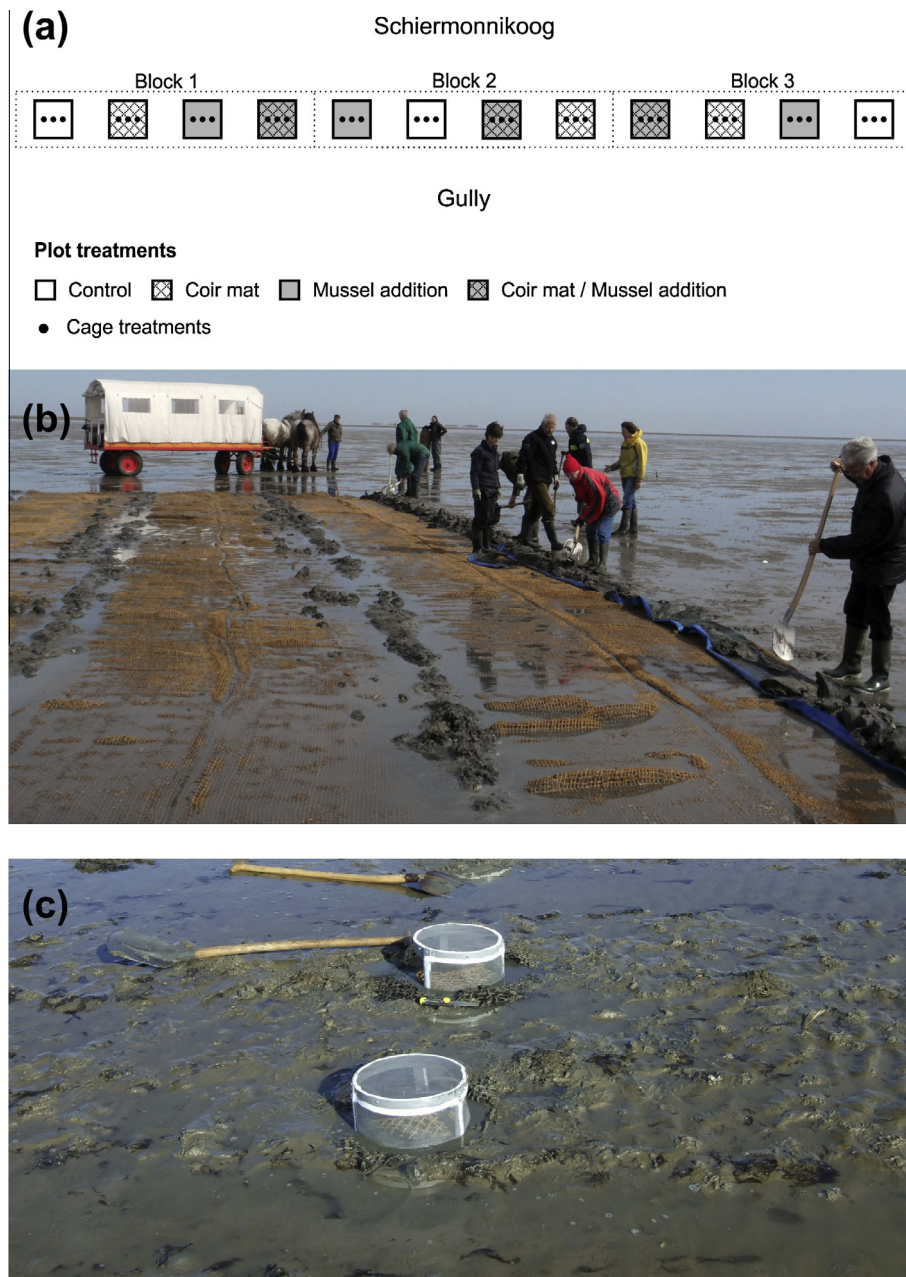 (a)
Schiermonnikoog
Block 1 Block 2 Block 3
Gully
Plot treatments
Control Coir mat Mussel addition Coir mat / Mussel addition
Cage treatments
(b)
(c)